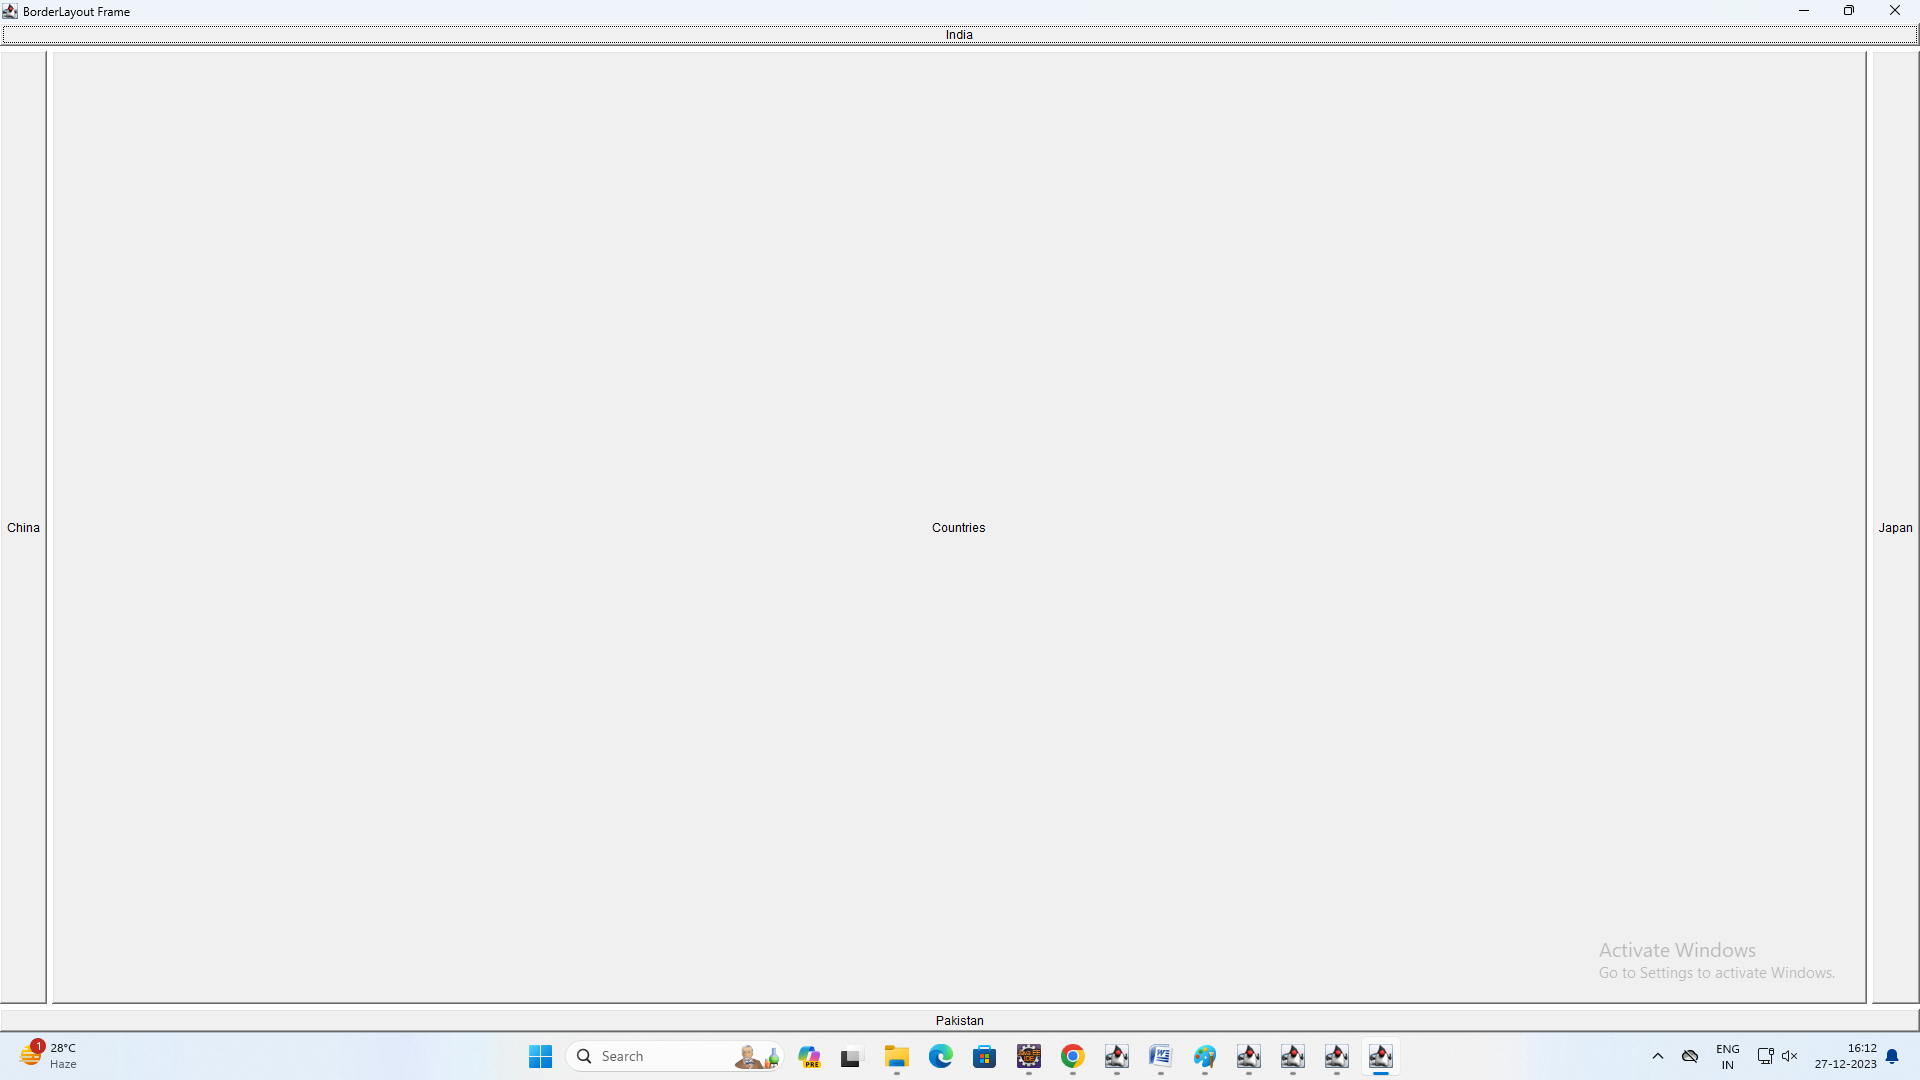 BorderLayout Frame
India
China
Countries
Japan
Activate Windows
Go to Settings to activate Windows.
Pakistan
1
28°C
Haze
Search
PRE
ENG
IN
16:12
27-12-2023